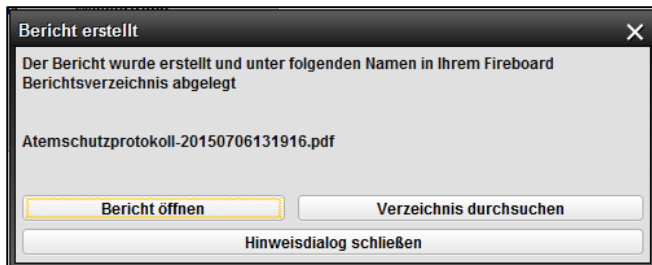 Bericht erstellt
Der Bericht wurde erstellt und unter folgenden Namen in Ihrem Fireboard
Berichtsverzeichnis abgelegt
Atemschutzprotokoll-20150706131916.pdf
Bericht öffnen
Verzeichnis durchsuchen
Hinweisdialog schließen